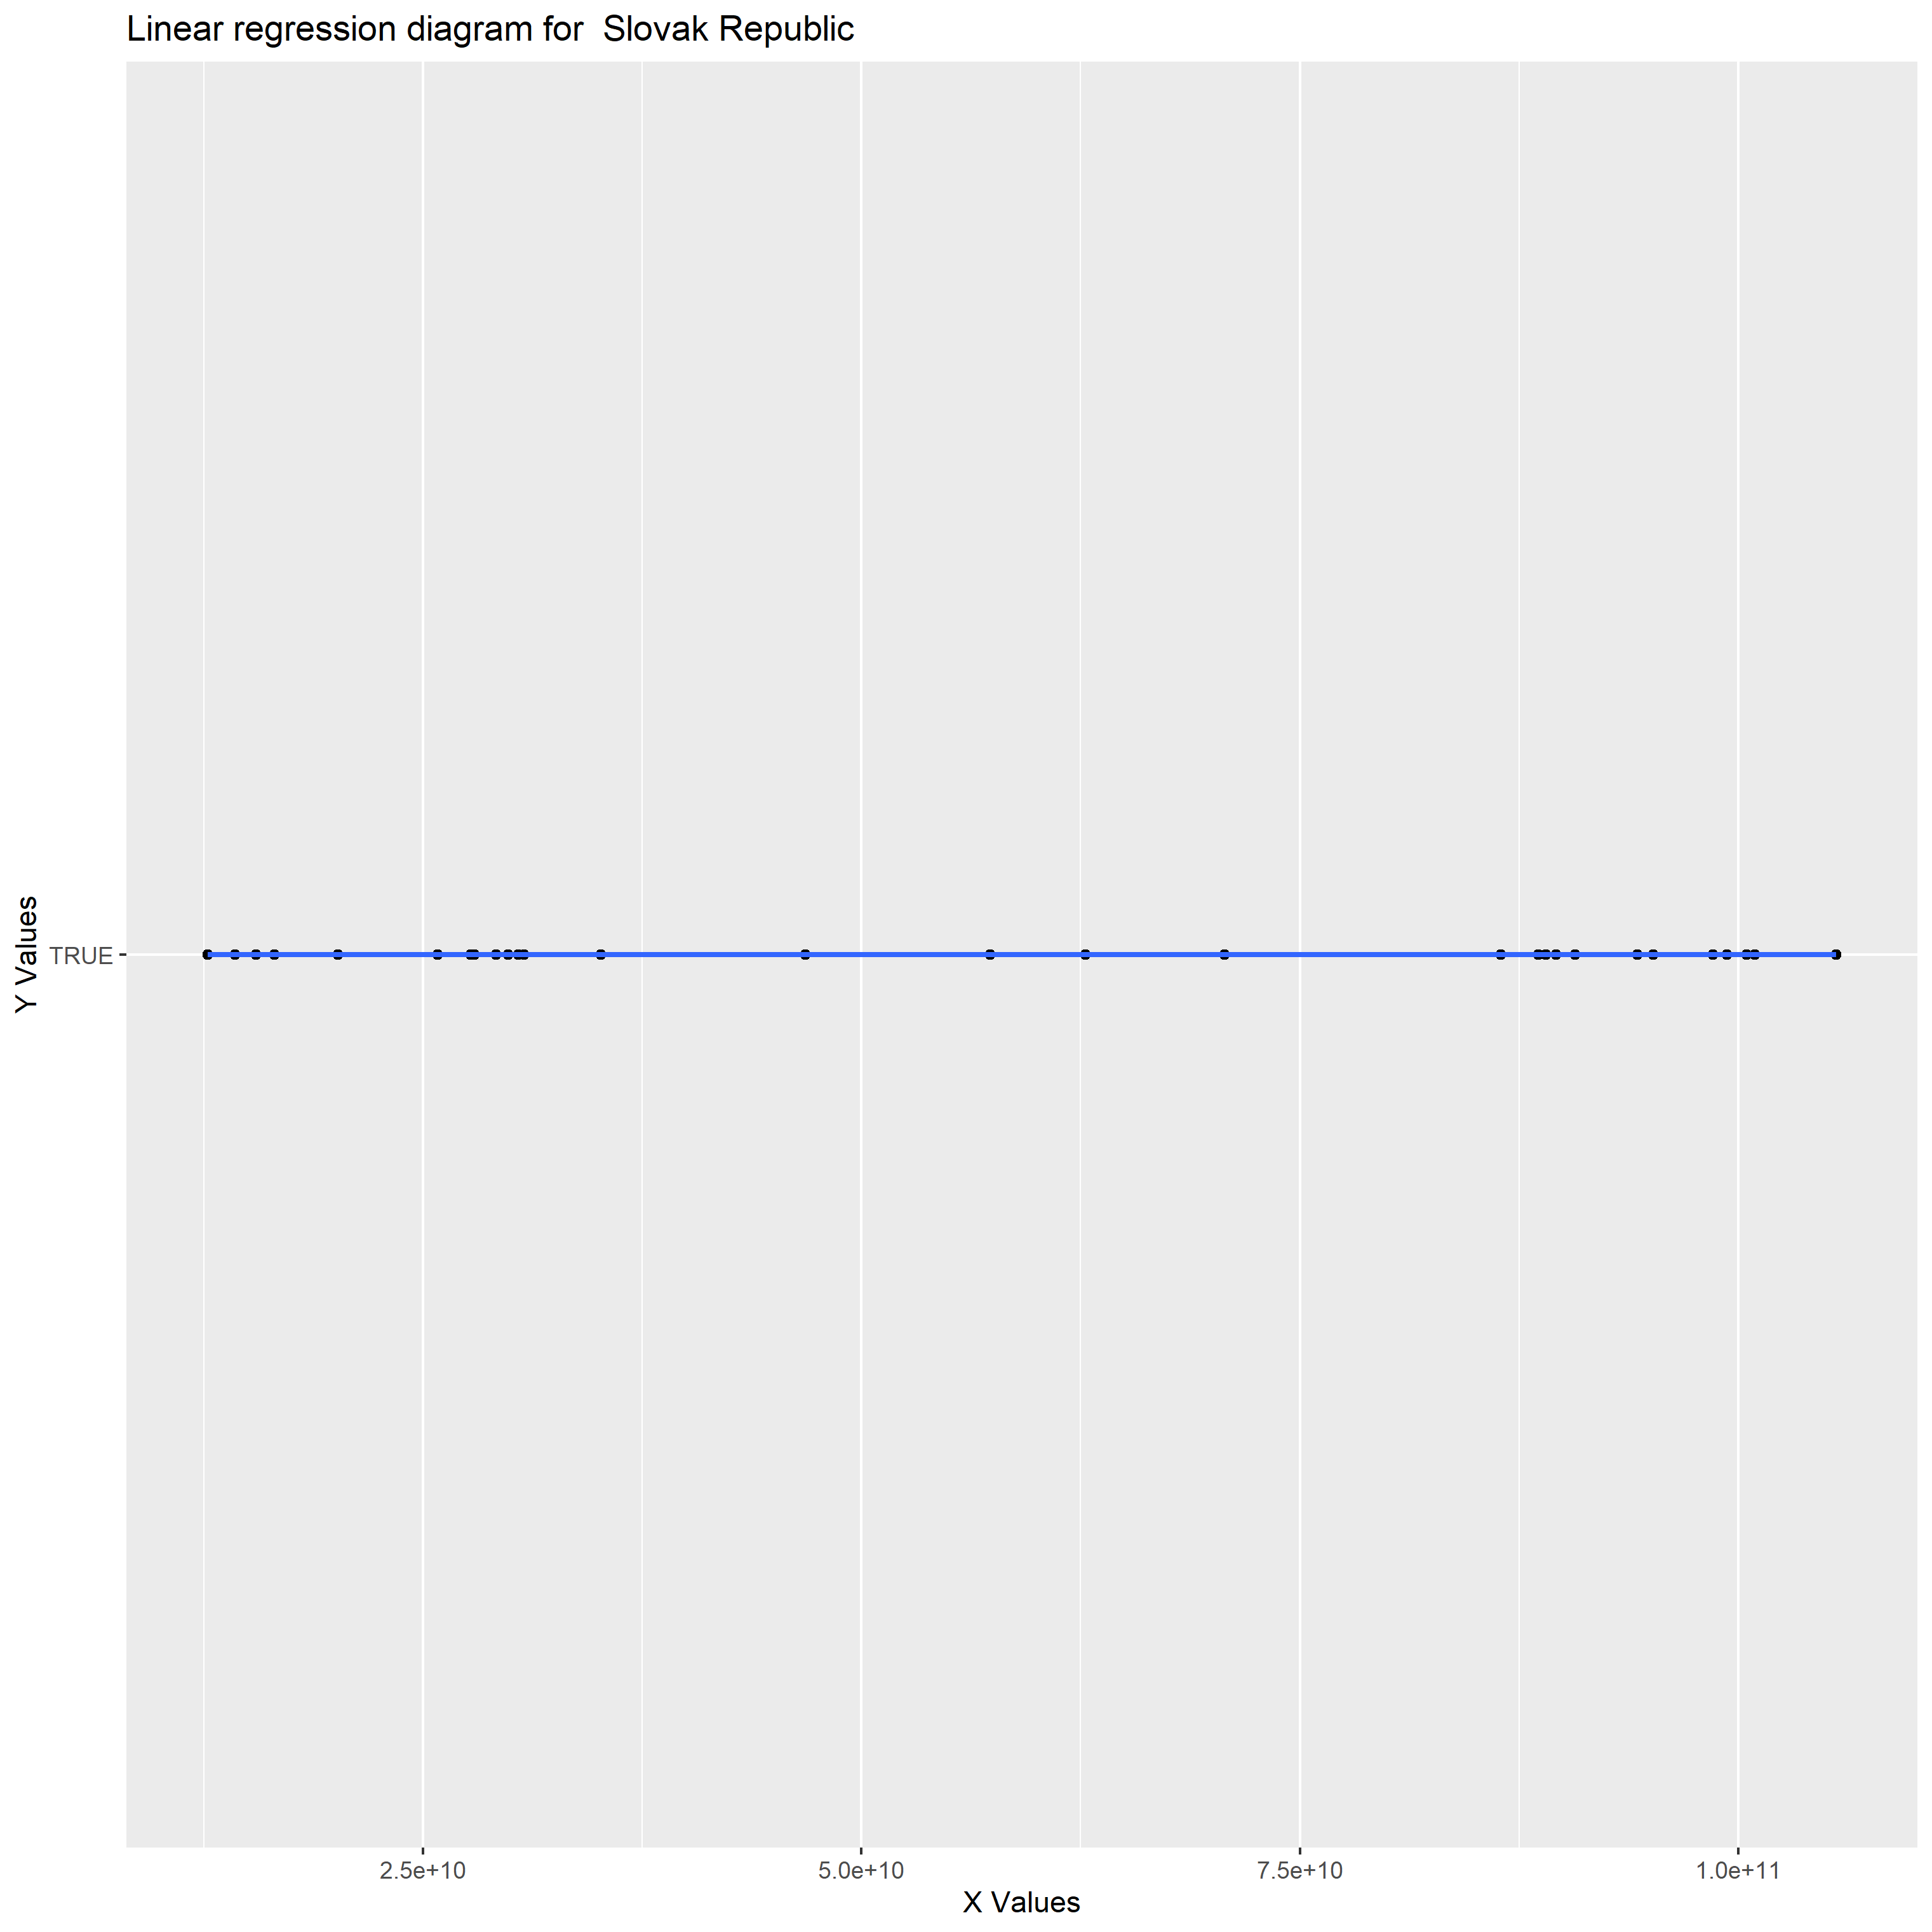 Linear regression diagram for  Slovak Republic
Y Values
TRUE
2.5e+10 5.0e+10 7.5e+10 1.0e+11
X Values